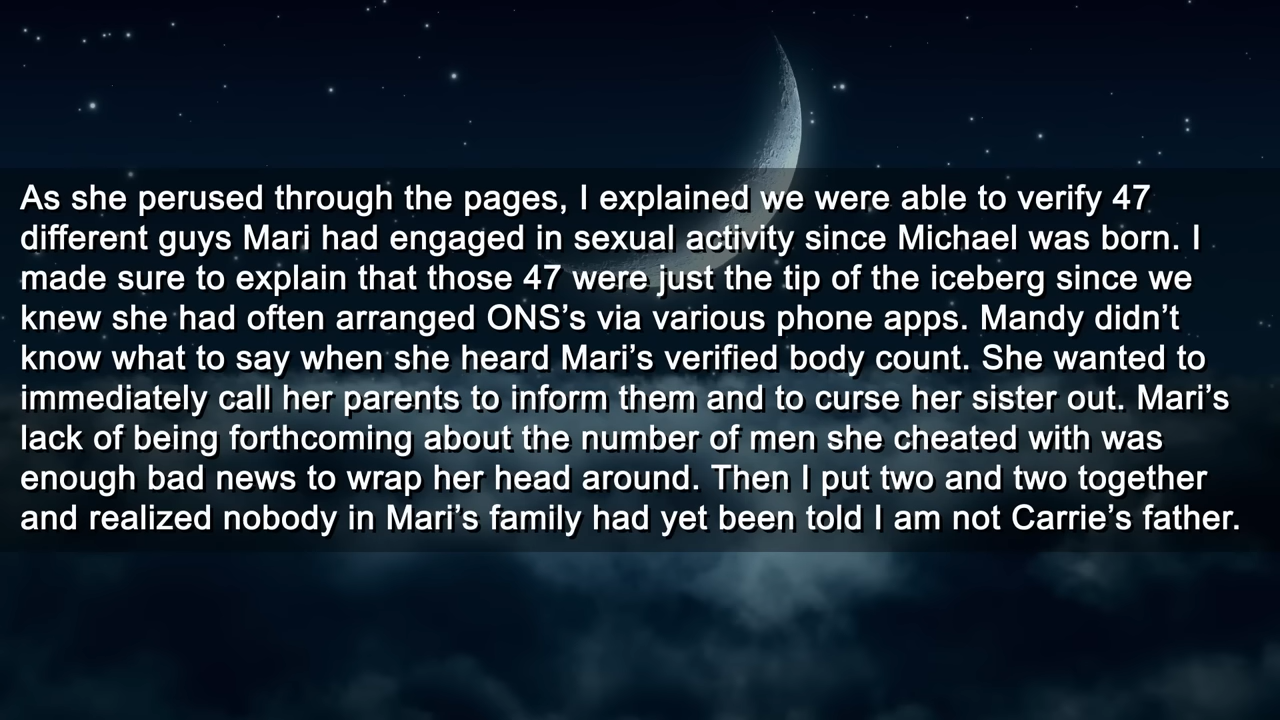 As she perused through the pages, I explained we were able to verify 47
different guys Mari had engaged in sexual activity since Michael was born. I
made sure to explain that those 47 were just the tip of the iceberg since we
knew she had often arranged ONS’s via various phone apps. Mandy didn’t
know what to say when she heard Mari’s verified body count. She wanted to
immediately call her parents to inform them and to curse her sister out. Mari’s
lack of being forthcoming about the number of men she cheated with was
enough bad news to wrap her head around. Then I put two and two together
and realized nobody in Mari’s family had yet been told I am not Carrie’s father.